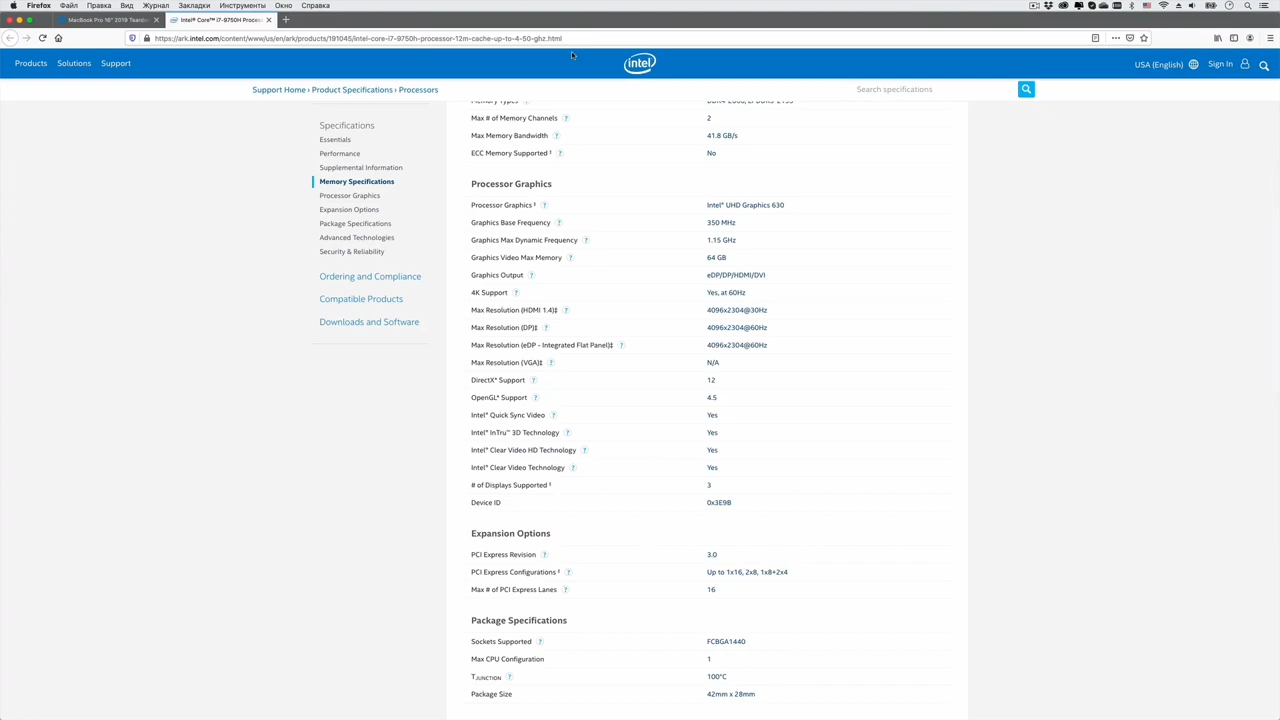 Firefox Файл Правка Вид Журнал Закладки Инструменты Окно Справка
MacBook Pro 16" 2019 Teardow Intel® Core™ i7-9750H Process
https://ark.intel.com/content/www/us/en/ark/products/191045/intel-core-i7-9750h-processor-12m-cache-up-to-4-50-ghz.html
Products Solutions Support intel USA (English) Sign In
Support Home › Product Specifications › Processors Search specifications
Specifications
Essentials
Performance
Supplemental Information
Memory Specifications
Processor Graphics
Expansion Options
Package Specifications
Advanced Technologies
Security & Reliability
Ordering and Compliance
Compatible Products
Downloads and Software
Max # of Memory Channels ? 2
Max Memory Bandwidth ? 41.8 GB/s
ECC Memory Supported ‡ ? No
Processor Graphics
Processor Graphics ‡ ? Intel® UHD Graphics 630
Graphics Base Frequency ? 350 MHz
Graphics Max Dynamic Frequency ? 1.15 GHz
Graphics Video Max Memory ? 64 GB
Graphics Output ? eDP/DP/HDMI/DVI
4K Support ? Yes, at 60Hz
Max Resolution (HDMI 1.4)‡ ? 4096x2304@30Hz
Max Resolution (DP)‡ ? 4096x2304@60Hz
Max Resolution (eDP - Integrated Flat Panel)‡ ? 4096x2304@60Hz
Max Resolution (VGA)‡ ? N/A
DirectX* Support ? 12
OpenGL* Support ? 4.5
Intel® Quick Sync Video ? Yes
Intel® InTru™ 3D Technology ? Yes
Intel® Clear Video HD Technology ? Yes
Intel® Clear Video Technology ? Yes
# of Displays Supported ‡ ? 3
Device ID 0x3E9B
Expansion Options
PCI Express Revision ? 3.0
PCI Express Configurations ‡ ? Up to 1x16, 2x8, 1x8+2x4
Max # of PCI Express Lanes ? 16
Package Specifications
Sockets Supported ? FCBGA1440
Max CPU Configuration 1
TJUNCTION ? 100°C
Package Size 42mm x 28mm